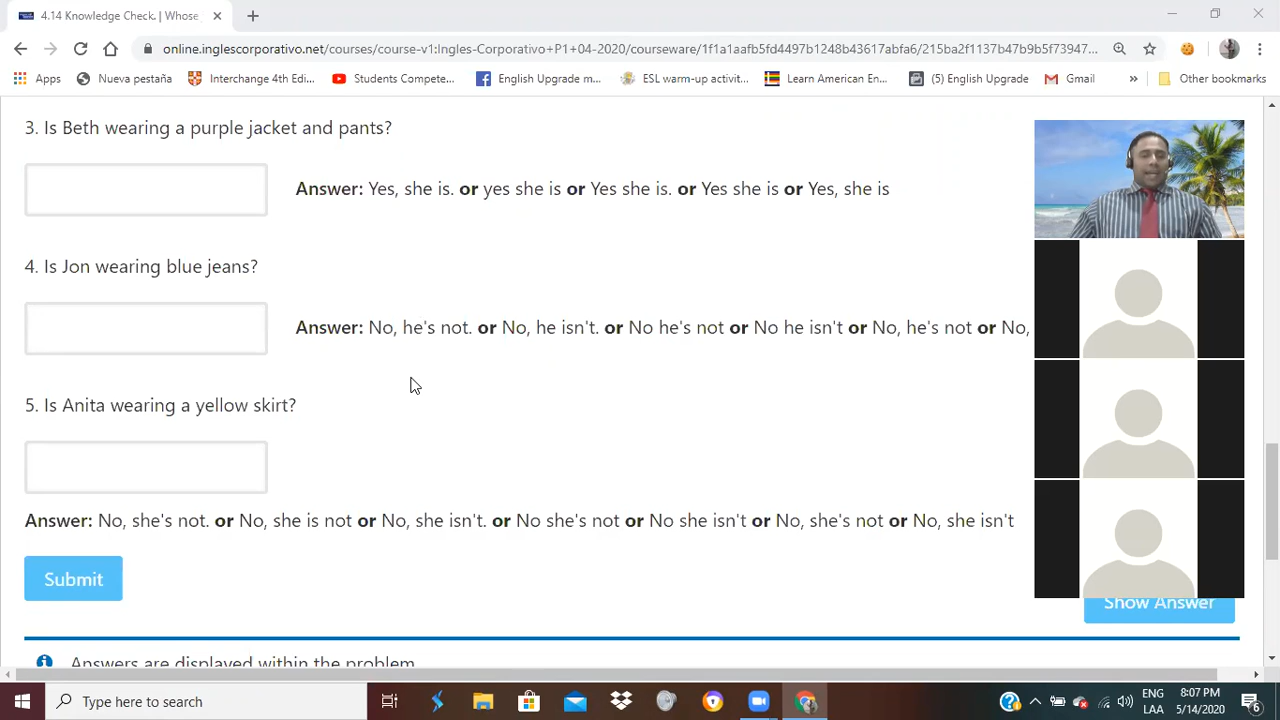 4.14 Knowledge Check. | Whose
online.inglescorporativo.net/courses/course-v1:Ingles-Corporativo+P1+04-2020/courseware/1f1a1aafb5fd4497b1248b43617abfa6/215ba2f1137b47b9b5f73947...
Apps Nueva pestaña Interchange 4th Edi... Students Compete... English Upgrade m... ESL warm-up activit... Learn American En... (5) English Upgrade Gmail » Other bookmarks
3. Is Beth wearing a purple jacket and pants?
Answer: Yes, she is. or yes she is or Yes she is. or Yes she is or Yes, she is
4. Is Jon wearing blue jeans?
Answer: No, he's not. or No, he isn't. or No he's not or No he isn't or No, he's not or No,
5. Is Anita wearing a yellow skirt?
Answer: No, she's not. or No, she is not or No, she isn't. or No she's not or No she isn't or No, she's not or No, she isn't
Submit
Show Answer
Answers are displayed within the problem
Type here to search
ENG
LAA
8:07 PM
5/14/2020
6